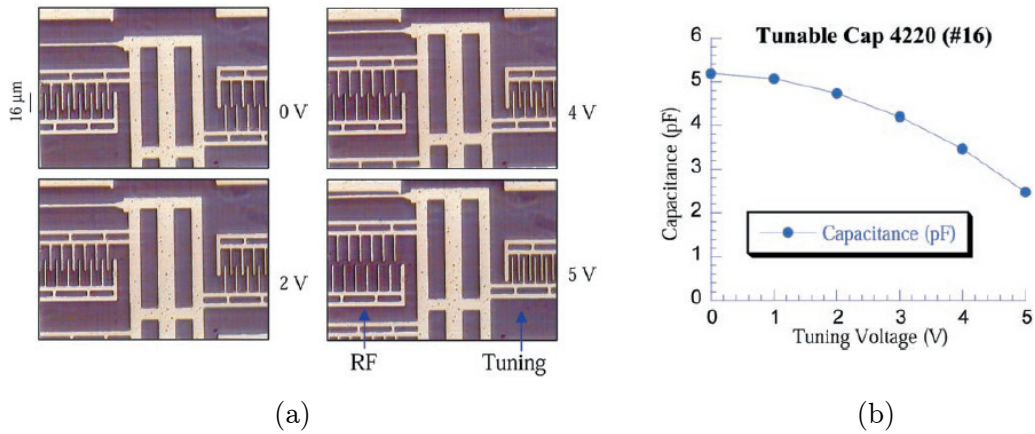 16 μm
0 V
4 V
2 V
5 V
RF
Tuning
(a)
Tunable Cap 4220 (#16)
Capacitance (pF)
6
5
4
3
2
1
0
Capacitance (pF)
0 1 2 3 4 5
Tuning Voltage (V)
(b)